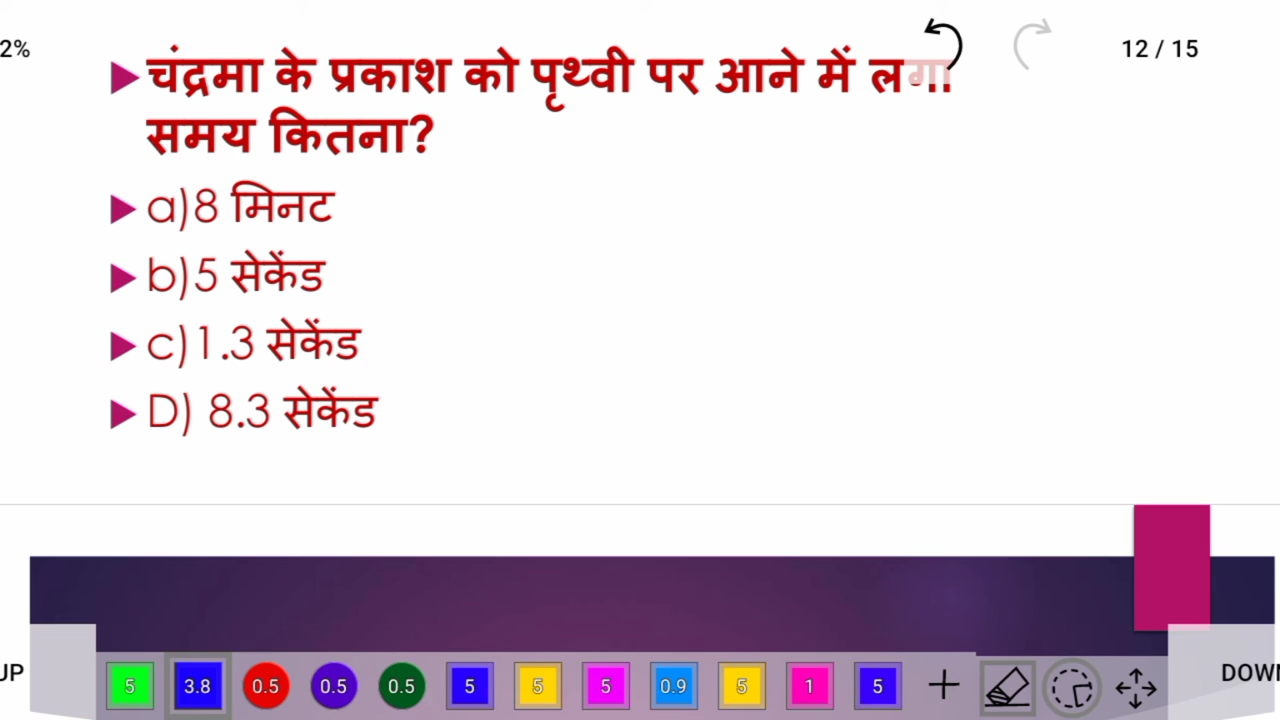 2%
12 / 15
चंद्रमा के प्रकाश को पृथ्वी पर आने में लगा
समय कितना?
a)8 मिनट
b)5 सेकेंड
c)1.3 सेकेंड
D) 8.3 सेकेंड
UP
5 3.8 0.5 0.5 0.5 5 5 5 0.9 5 1 5
DOWN